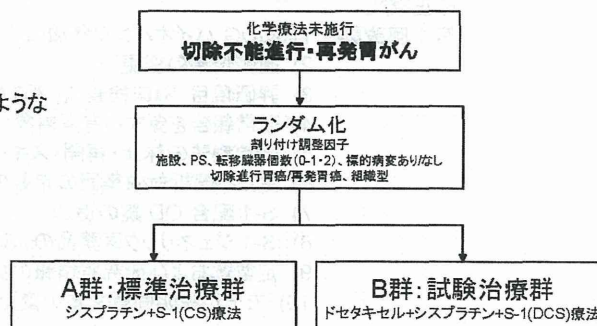 化学療法未施行
切除不能進行・再発胃がん
ような
ランダム化
割り付け調整因子
施設、PS、転移臓器個数(0-1・2)、標的病変あり/なし
切除進行胃癌/再発胃癌、組織型
A群:標準治療群
シスプラチン+S-1(CS)療法
B群:試験治療群
ドセタキセル+シスプラチン+S-1(DCS)療法